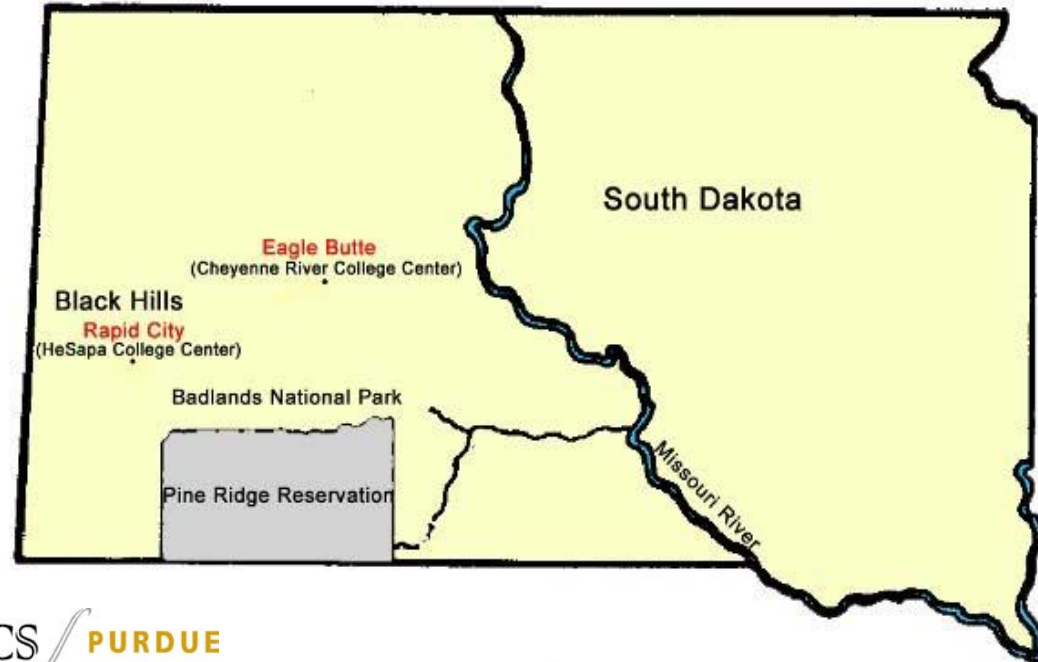 South Dakota
Eagle Butte
(Cheyenne River College Center)
Black Hills
Rapid City
(HeSapa College Center)
Badlands National Park
Pine Ridge Reservation
Missouri River
CS PURDUE